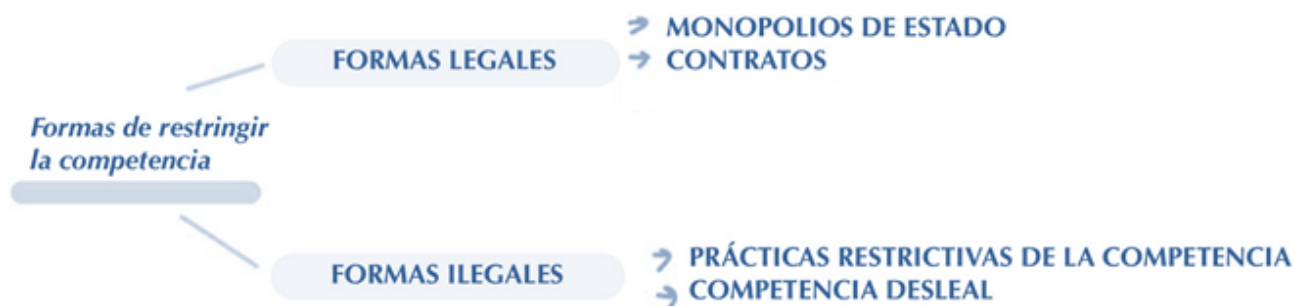 MONOPOLIOS DE ESTADO
FORMAS LEGALES
CONTRATOS
Formas de restringir
la competencia
PRÁCTICAS RESTRICTIVAS DE LA COMPETENCIA
FORMAS ILEGALES
COMPETENCIA DESLEAL